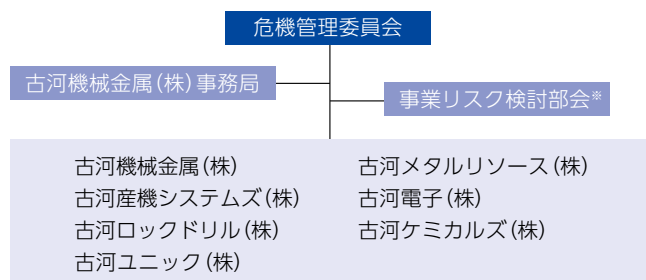 危機管理委員会
古河機械金属(株)事務局
事業リスク検討部会※
古河機械金属(株)
古河産機システムズ(株)
古河ロックドリル(株)
古河ユニック(株)
古河メタルリソース(株)
古河電子(株)
古河ケミカルズ(株)